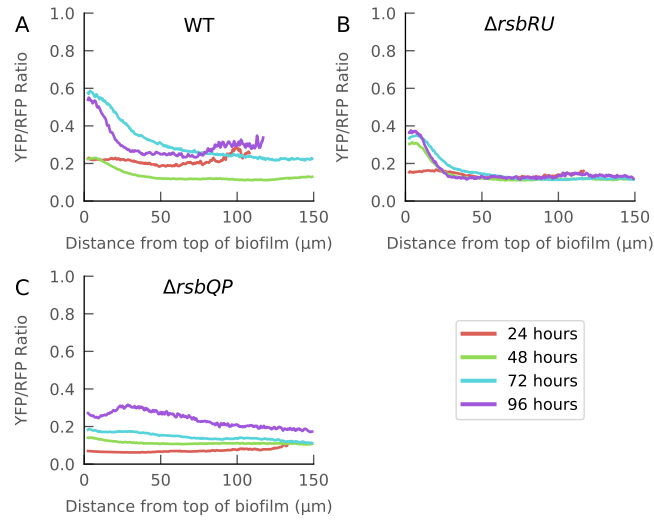 A
WT
1.0
0.8
0.6
0.4
0.2
0.0
YFP/RFP Ratio
0
50
100
150
Distance from top of biofilm (μm)
B
ΔrsbRU
1.0
0.8
0.6
0.4
0.2
0.0
YFP/RFP Ratio
0
50
100
150
Distance from top of biofilm (μm)
C
ΔrsbQP
1.0
0.8
0.6
0.4
0.2
0.0
YFP/RFP Ratio
0
50
100
150
Distance from top of biofilm (μm)
24 hours
48 hours
72 hours
96 hours